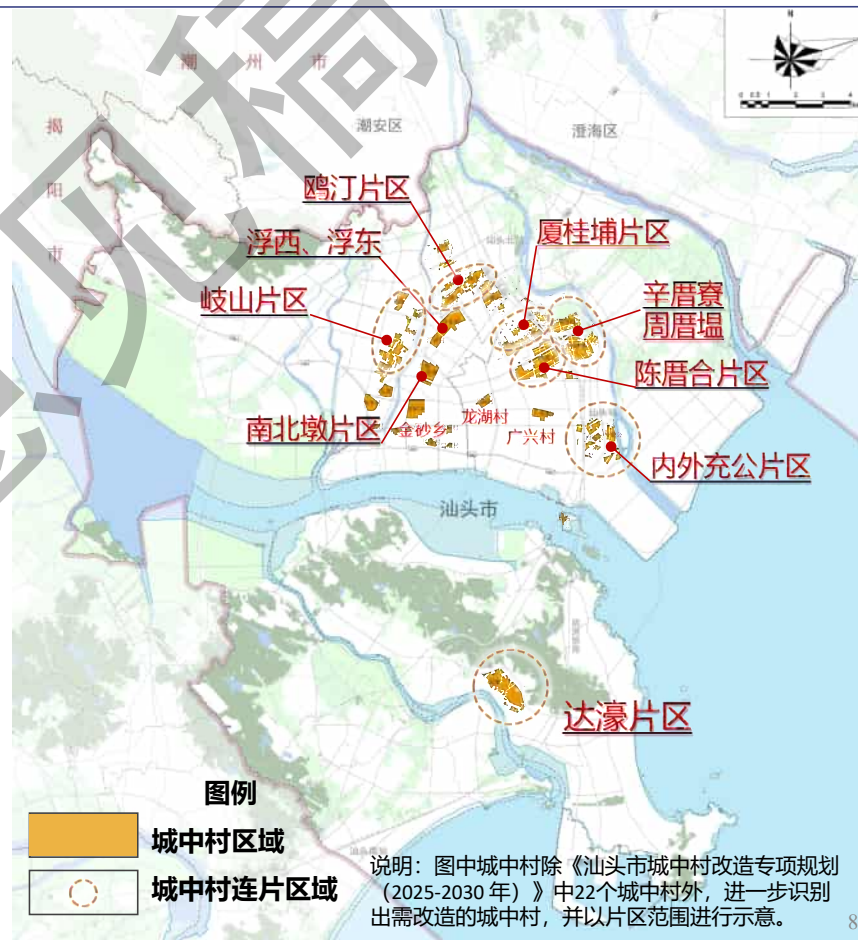 见稿
潮州市
揭阳市
潮安区
澄海区
鸥汀片区
浮西、浮东
岐山片区
厦桂埔片区
辛厝寮
周厝塭
陈厝合片区
南北墩片区
金砂乡
龙湖村
广兴村
内外充公片区
汕头市
达濠片区
图例
城中村区域
城中村连片区域
说明：图中城中村除《汕头市城中村改造专项规划
（2025-2030 年）》中22个城中村外，进一步识别
出需改造的城中村，并以片区范围进行示意。
8